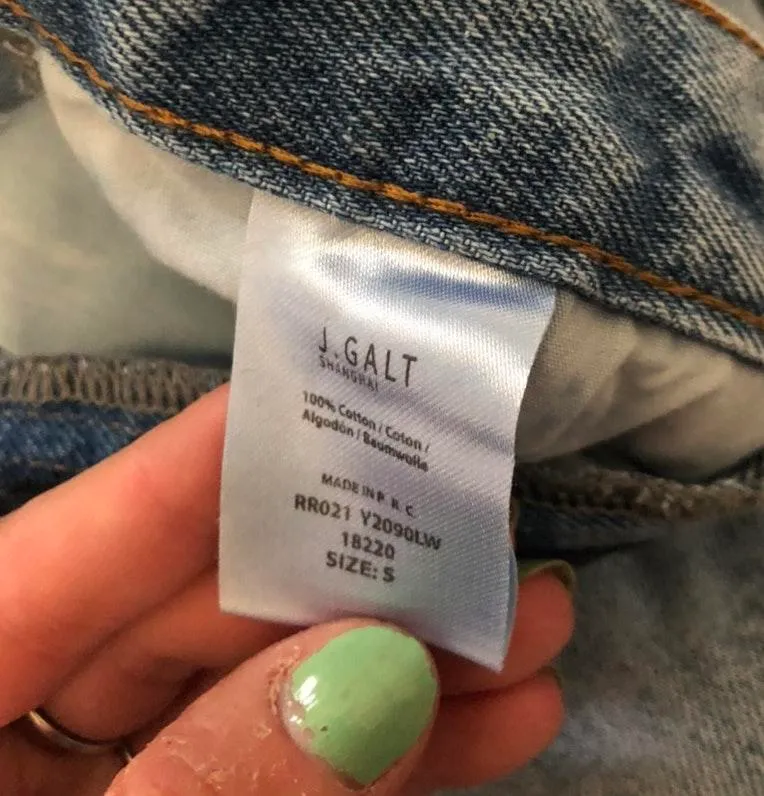 J.GALT
SHANGHAI
100% Cotton / Coton /
Algodón / Baumwolle
MADE IN P. R. C
RR021 Y2090LW
18220
SIZE: S